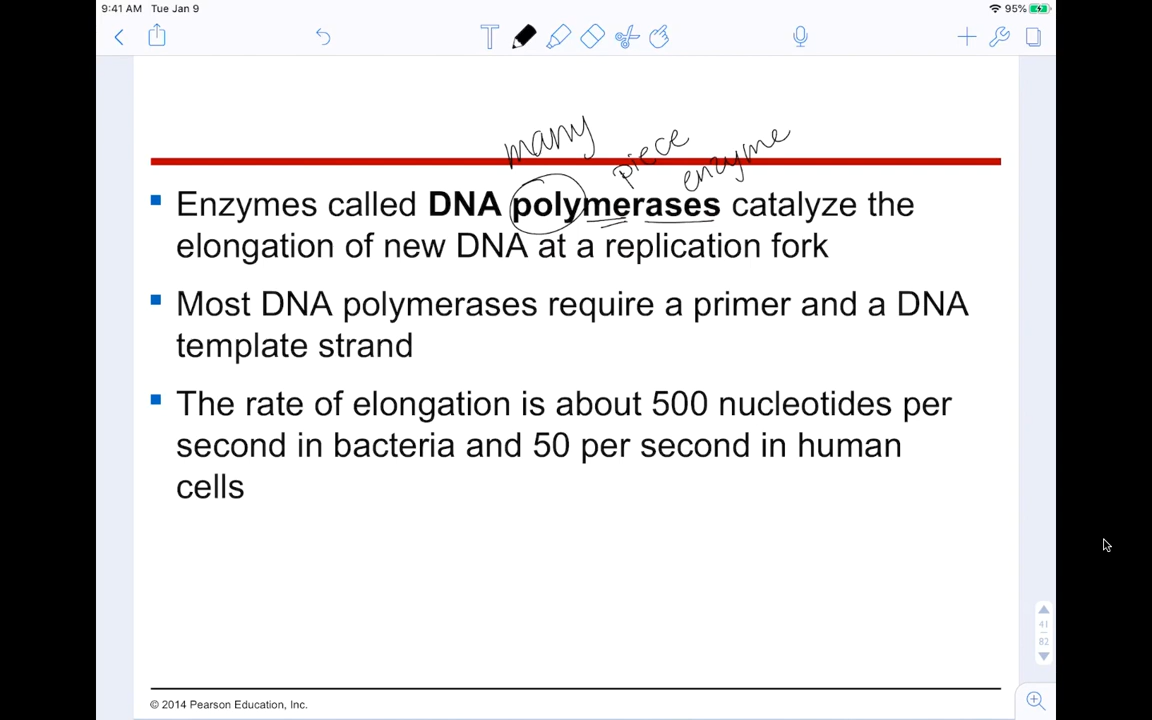 9:41 AM Tue Jan 9 95%
many
piece
enzyme
Enzymes called DNA polymerases catalyze the
elongation of new DNA at a replication fork
Most DNA polymerases require a primer and a DNA
template strand
The rate of elongation is about 500 nucleotides per
second in bacteria and 50 per second in human
cells
41
82
© 2014 Pearson Education, Inc.